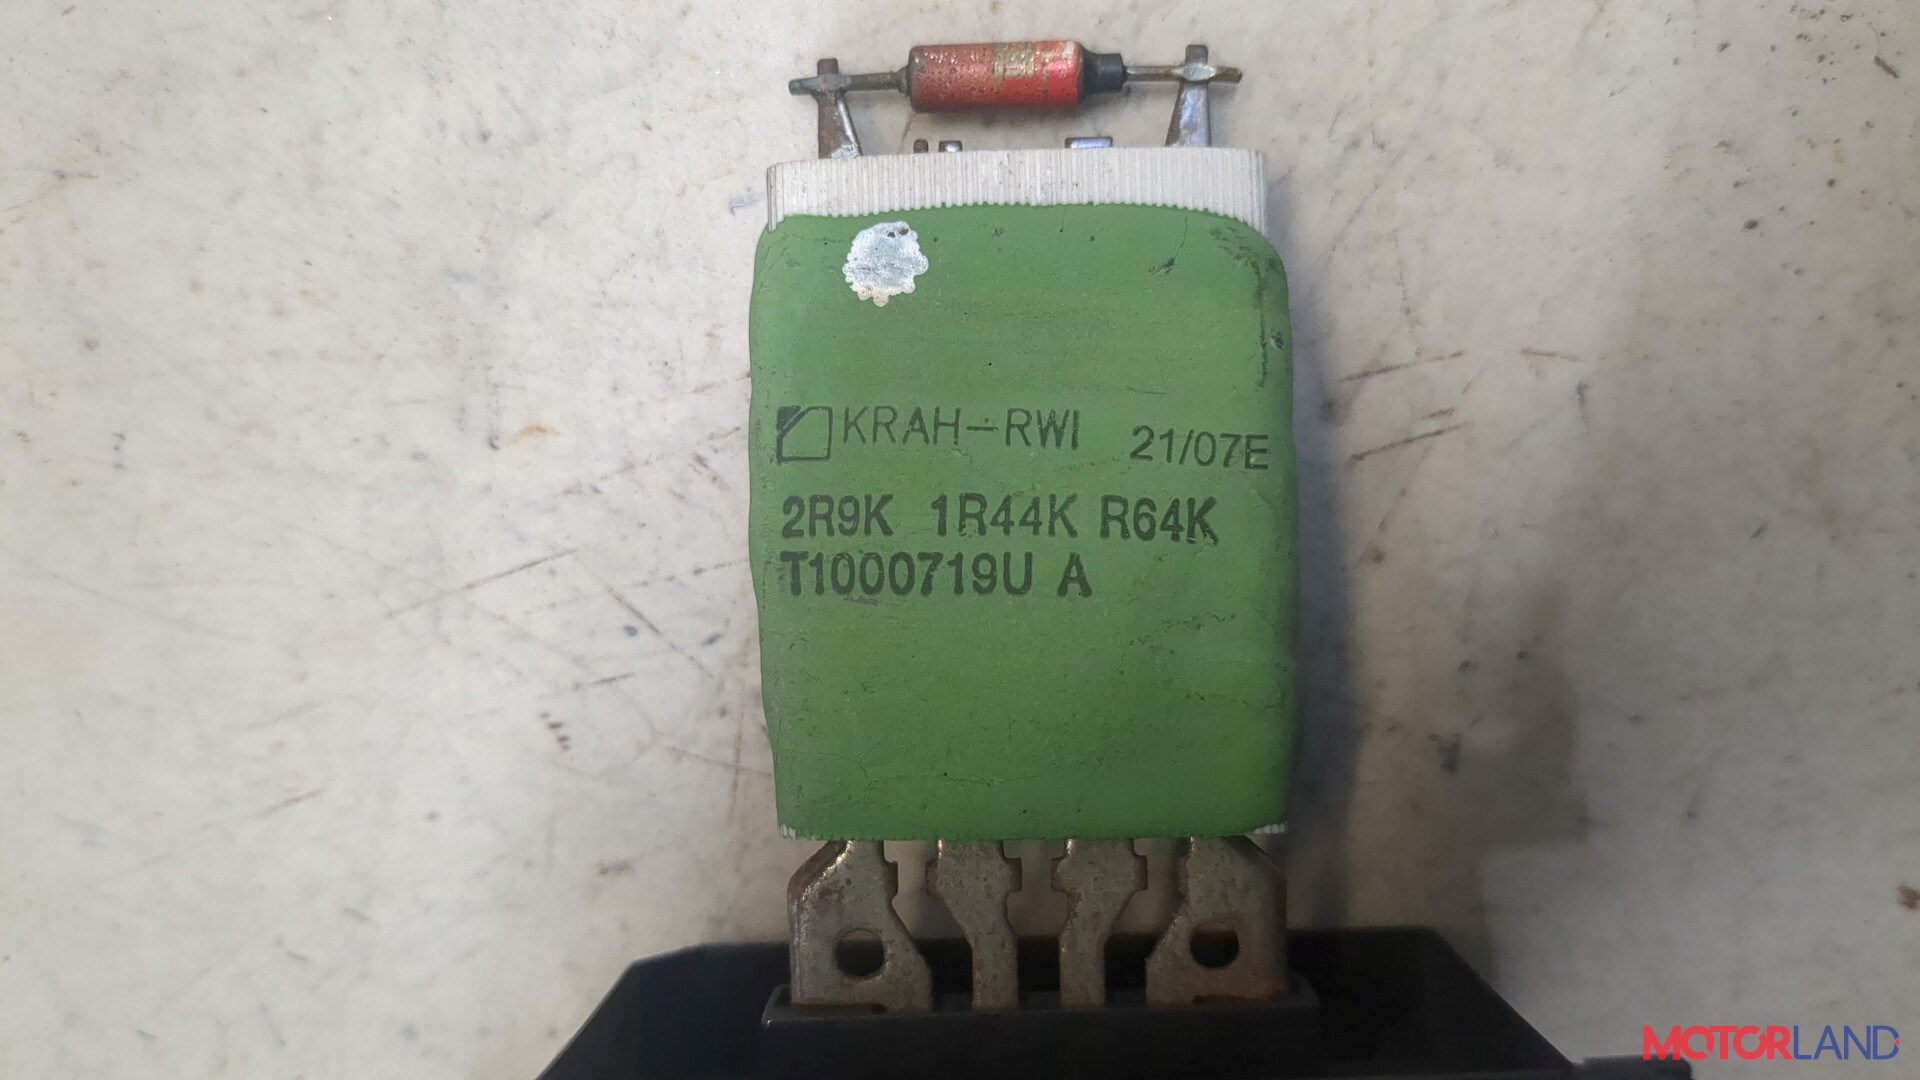 KRAH-RWI 21/07E
2R9K 1R44K R64K
T1000719U A
MOTORLAND